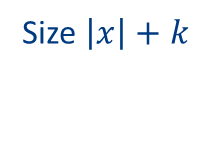 Size |𝑥| + 𝑘